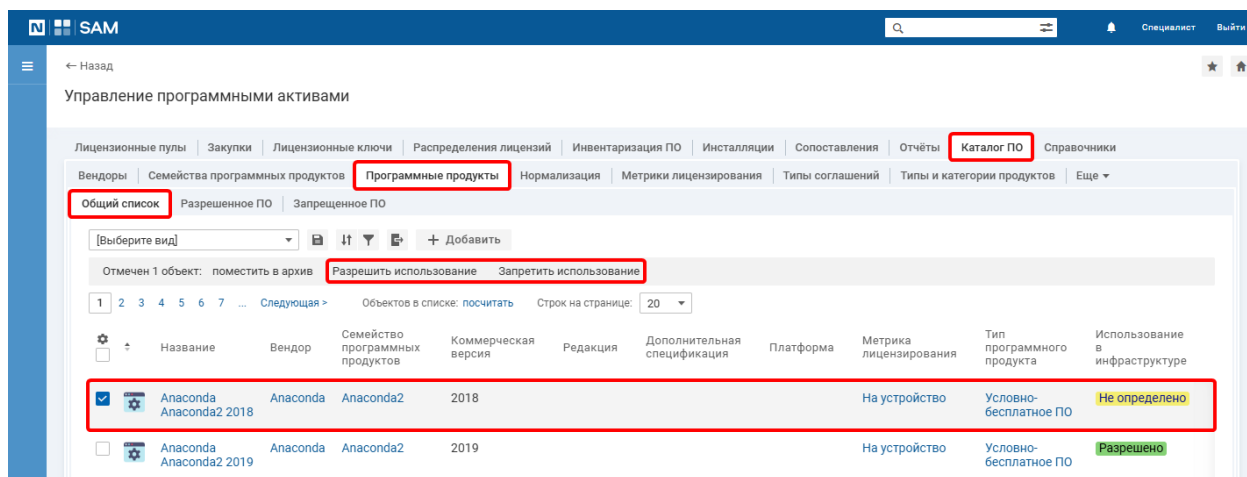 N SAM Специалист Выйти
← Назад
Управление программными активами
Лицензионные пулы Закупки Лицензионные ключи Распределения лицензий Инвентаризация ПО Инсталляции Сопоставления Отчёты Каталог ПО Справочники
Вендоры Семейства программных продуктов Программные продукты Нормализация Метрики лицензирования Типы соглашений Типы и категории продуктов Еще
Общий список Разрешенное ПО Запрещенное ПО
[Выберите вид] + Добавить
Отмечен 1 объект: поместить в архив Разрешить использование Запретить использование
1 2 3 4 5 6 7 ... Следующая > Объектов в списке: посчитать Строк на странице: 20
Название Вендор Семейство программных продуктов Коммерческая версия Редакция Дополнительная спецификация Платформа Метрика лицензирования Тип программного продукта Использование в инфраструктуре
Anaconda Anaconda Anaconda2 2018 На устройство Условно- Не определено
Anaconda2 2018 бесплатное ПО
Anaconda Anaconda Anaconda2 2019 На устройство Условно- Разрешено
Anaconda2 2019 бесплатное ПО